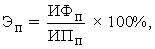 Э_П = ИФ_П / ИП_П × 100%,